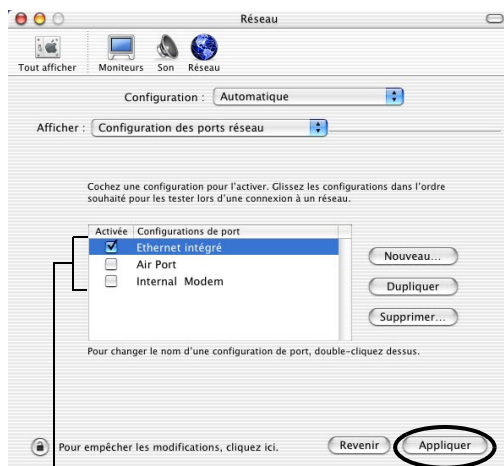 Réseau
Tout afficher Moniteurs Son Réseau
Configuration : Automatique
Afficher : Configuration des ports réseau
Cochez une configuration pour l'activer. Glissez les configurations dans l'ordre
souhaité pour les tester lors d'une connexion à un réseau.
Activée Configurations de port
Ethernet intégré
Air Port
Internal Modem
Nouveau...
Dupliquer
Supprimer...
Pour changer le nom d'une configuration de port, double-cliquez dessus.
Pour empêcher les modifications, cliquez ici.
Revenir
Appliquer